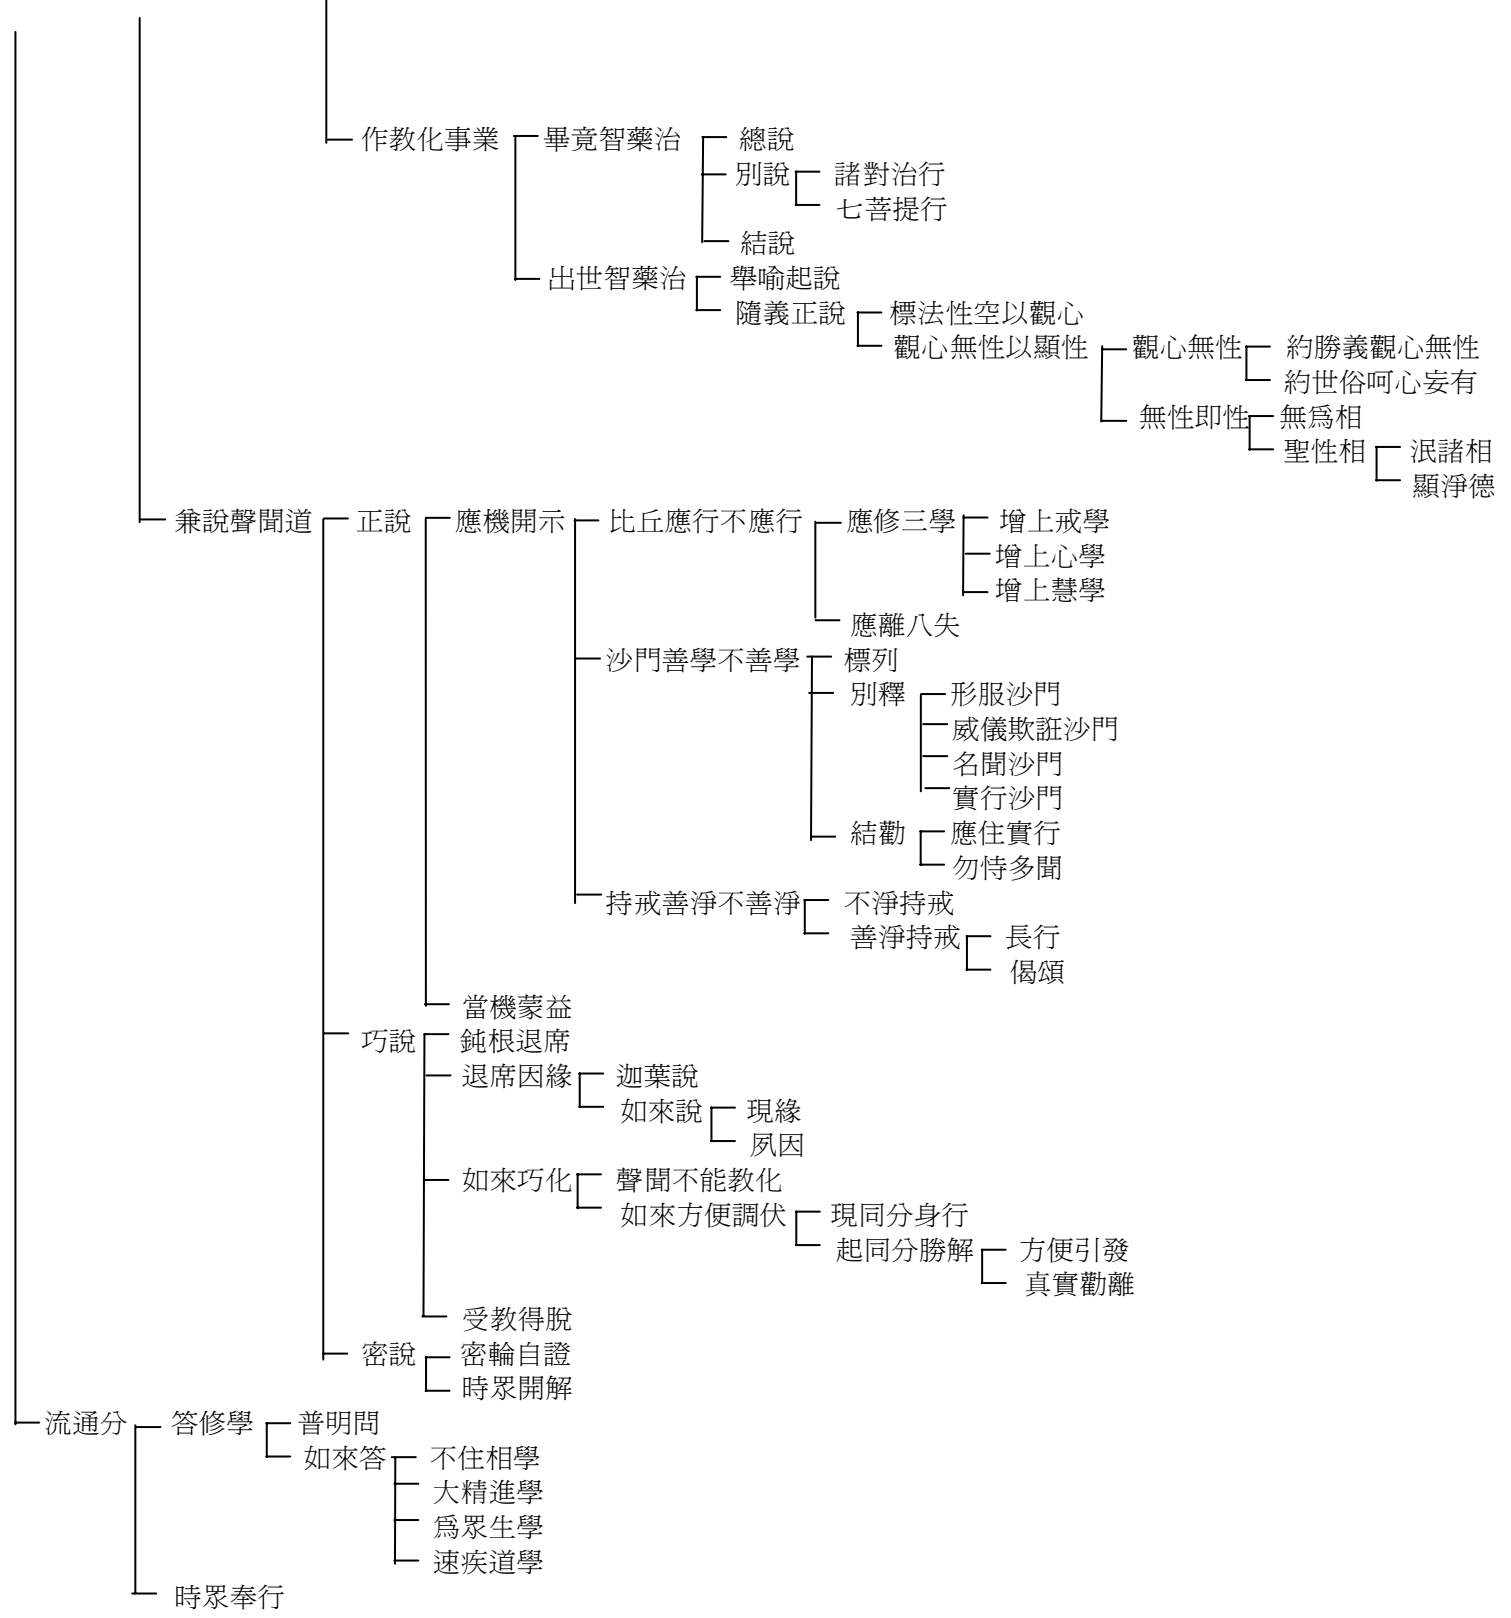 作教化事業 畢竟智藥治 總說
別說 諸對治行
七菩提行
結說
出世智藥治 舉喻起說
隨義正說 標法性空以觀心
觀心無性以顯性 觀心無性 約勝義觀心無性
約世俗呵心妄有
無性即性 無爲相
聖性相 泯諸相
顯淨德
兼說聲聞道 正說 應機開示 比丘應行不應行 應修三學 增上戒學
增上心學
增上慧學
應離八失
沙門善學不善學 標列
別釋 形服沙門
威儀欺誑沙門
名聞沙門
實行沙門
結勸 應住實行
勿恃多聞
持戒善淨不善淨 不淨持戒
善淨持戒 長行
偈頌
當機蒙益
巧說 鈍根退席
退席因緣 迦葉說
如來說 現緣
夙因
如來巧化 聲聞不能教化
如來方便調伏 現同分身行
起同分勝解 方便引發
真實勸離
受教得脫
密說 密輪自證
時眾開解
流通分 答修學 普明問
如來答 不住相學
大精進學
爲眾生學
速疾道學
時眾奉行